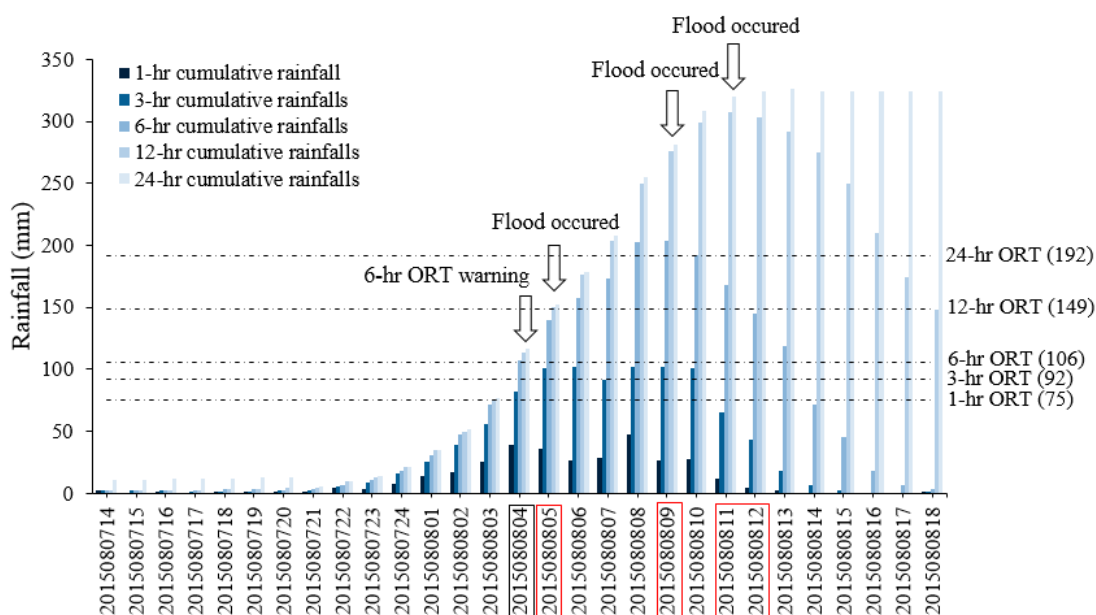 Flood occured
Flood occured
Flood occured
6-hr ORT warning
1-hr cumulative rainfall
3-hr cumulative rainfalls
6-hr cumulative rainfalls
12-hr cumulative rainfalls
24-hr cumulative rainfalls
Rainfall (mm)
350
300
250
200
150
100
50
0
24-hr ORT (192)
12-hr ORT (149)
6-hr ORT (106)
3-hr ORT (92)
1-hr ORT (75)
2015080714
2015080715
2015080716
2015080717
2015080718
2015080719
2015080720
2015080721
2015080722
2015080723
2015080724
2015080801
2015080802
2015080803
2015080804
2015080805
2015080806
2015080807
2015080808
2015080809
2015080810
2015080811
2015080812
2015080813
2015080814
2015080815
2015080816
2015080817
2015080818